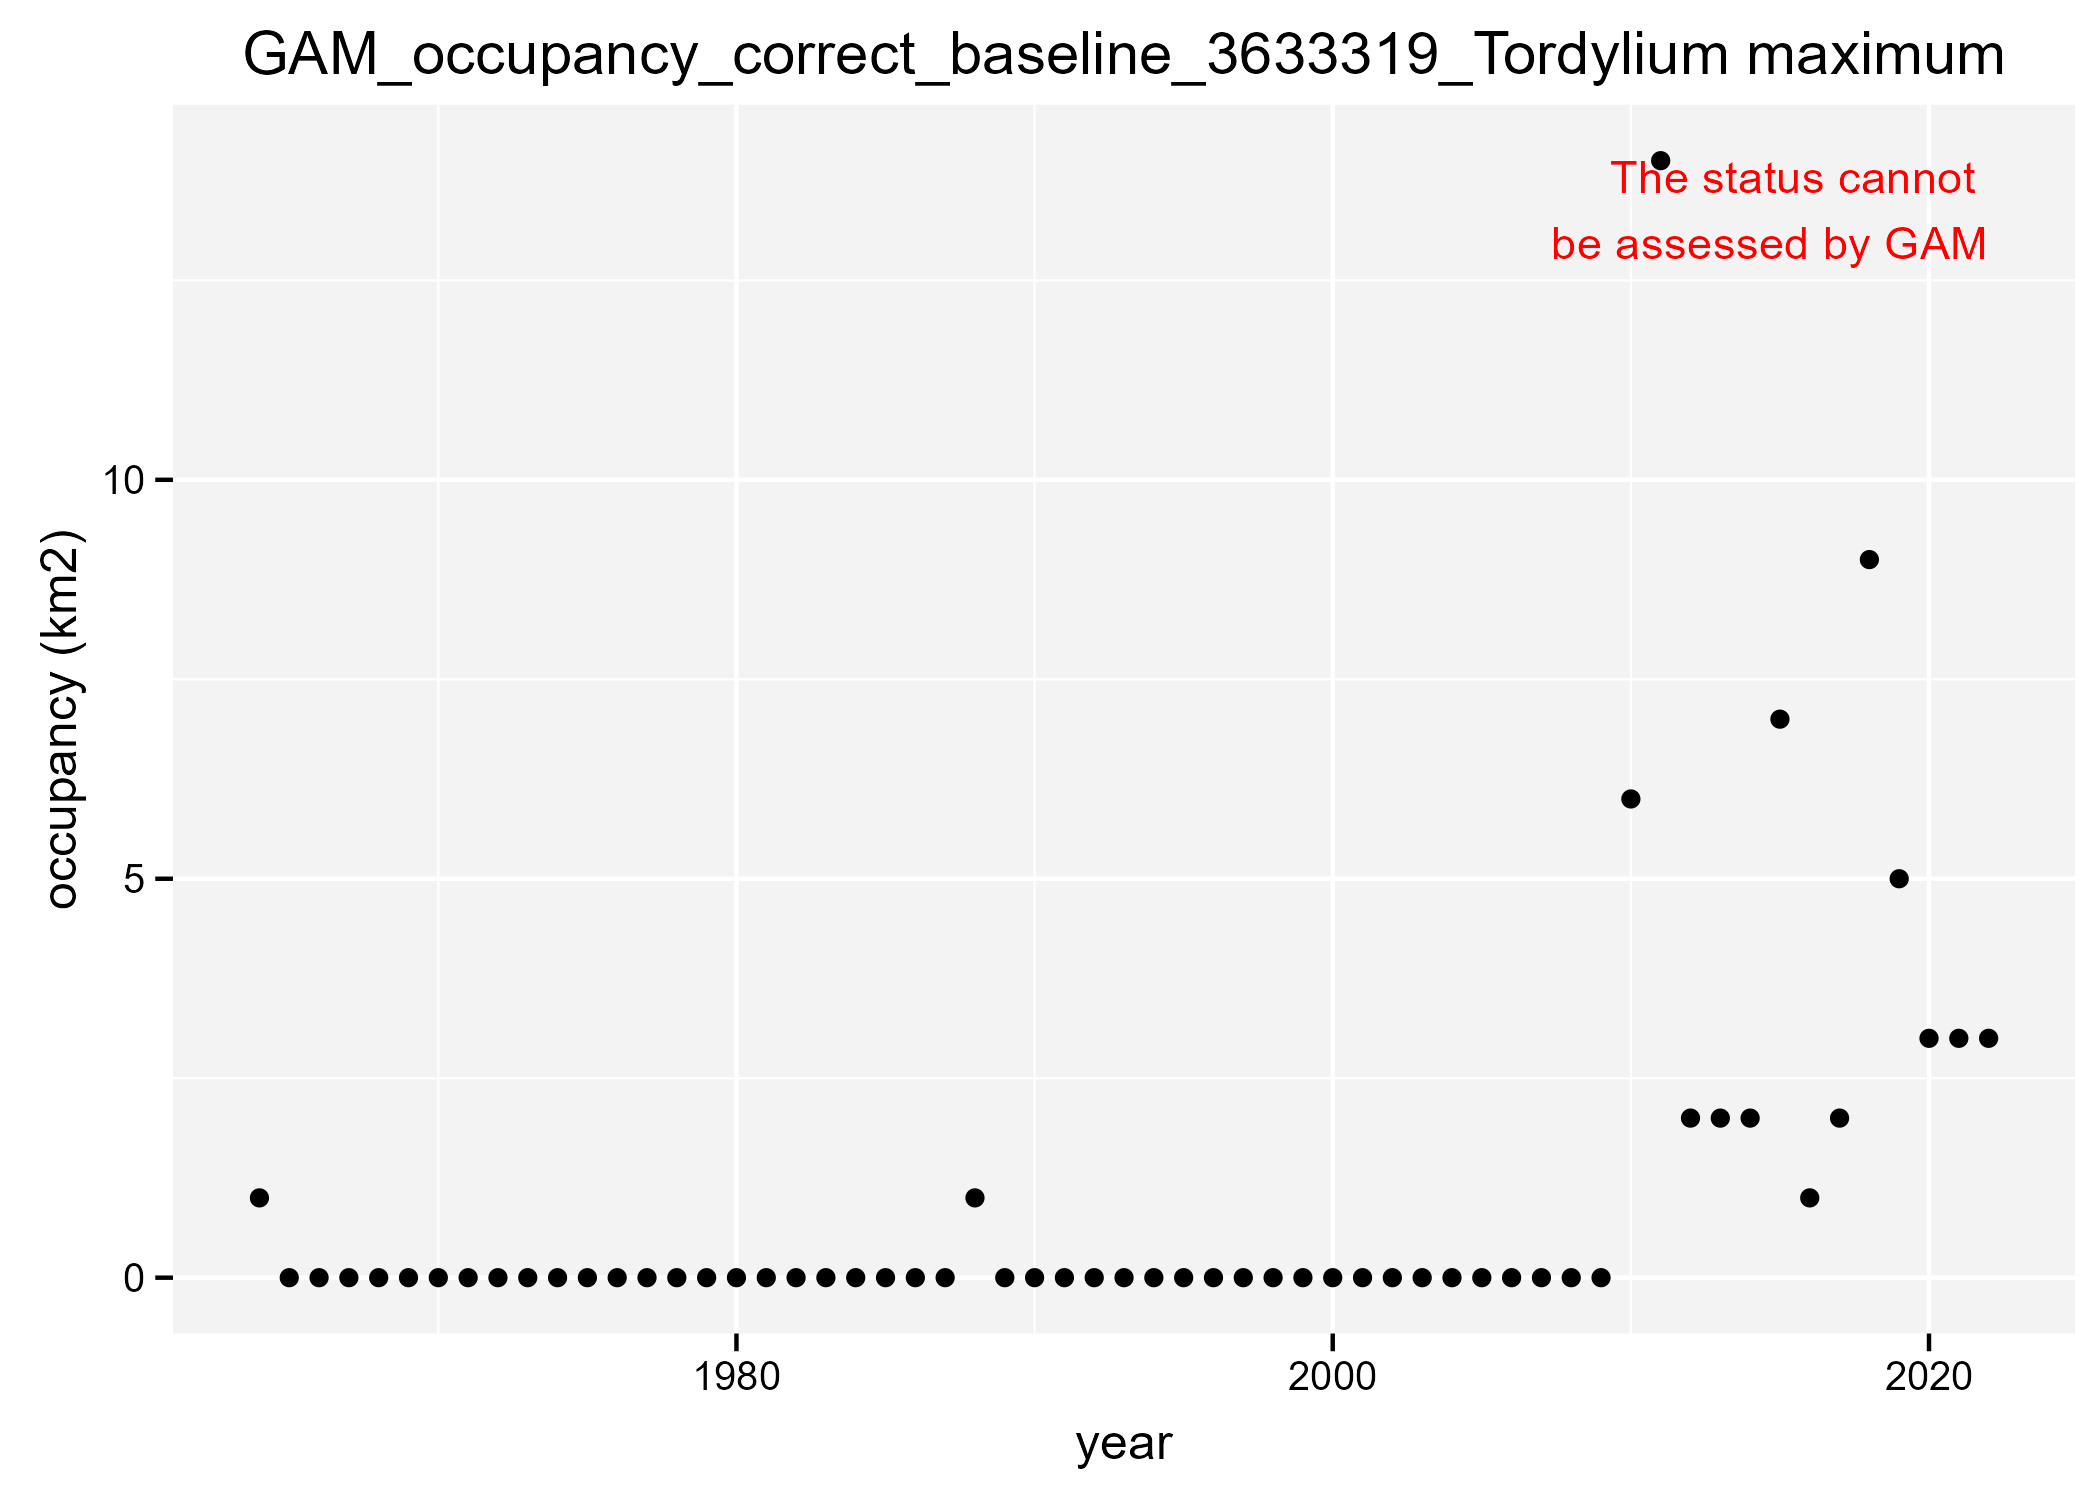 GAM_occupancy_correct_baseline_3633319_Tordylium maximum
The status cannot
be assessed by GAM
10
5
0
occupancy (km2)
1980
2000
2020
year